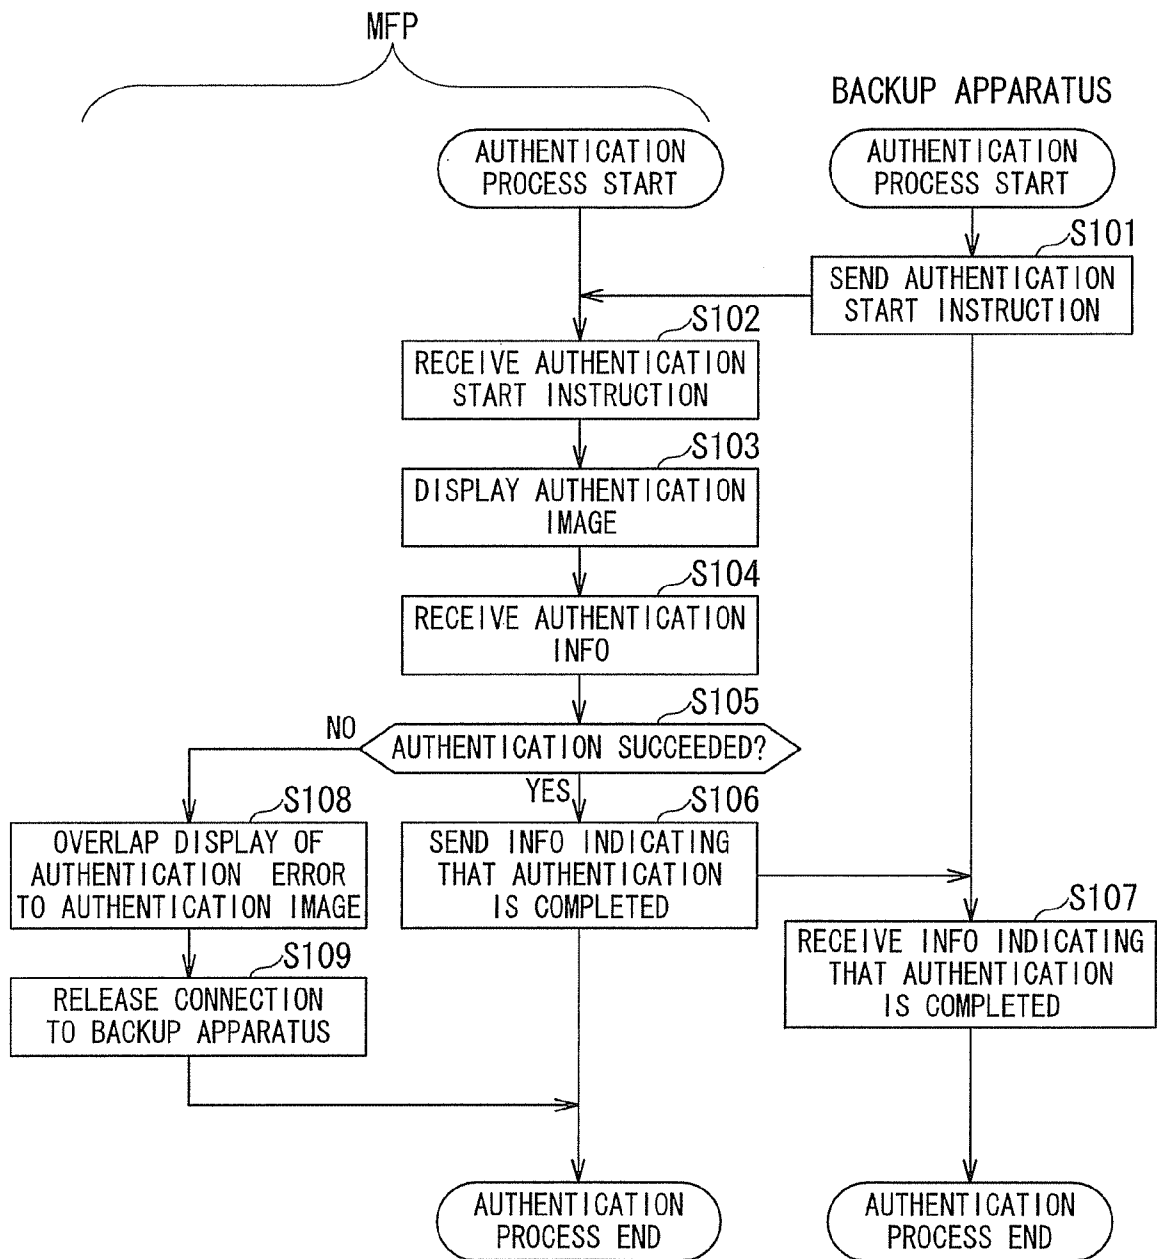 MFP
BACKUP APPARATUS
AUTHENTICATION
PROCESS START
AUTHENTICATION
PROCESS START
S101
SEND AUTHENTICATION
START INSTRUCTION
S102
RECEIVE AUTHENTICATION
START INSTRUCTION
S103
DISPLAY AUTHENTICATION
IMAGE
S104
RECEIVE AUTHENTICATION
INFO
S105
NO
AUTHENTICATION SUCCEEDED?
YES
S108
OVERLAP DISPLAY OF
AUTHENTICATION ERROR
TO AUTHENTICATION IMAGE
S106
SEND INFO INDICATING
THAT AUTHENTICATION
IS COMPLETED
S107
RECEIVE INFO INDICATING
THAT AUTHENTICATION
IS COMPLETED
S109
RELEASE CONNECTION
TO BACKUP APPARATUS
AUTHENTICATION
PROCESS END
AUTHENTICATION
PROCESS END